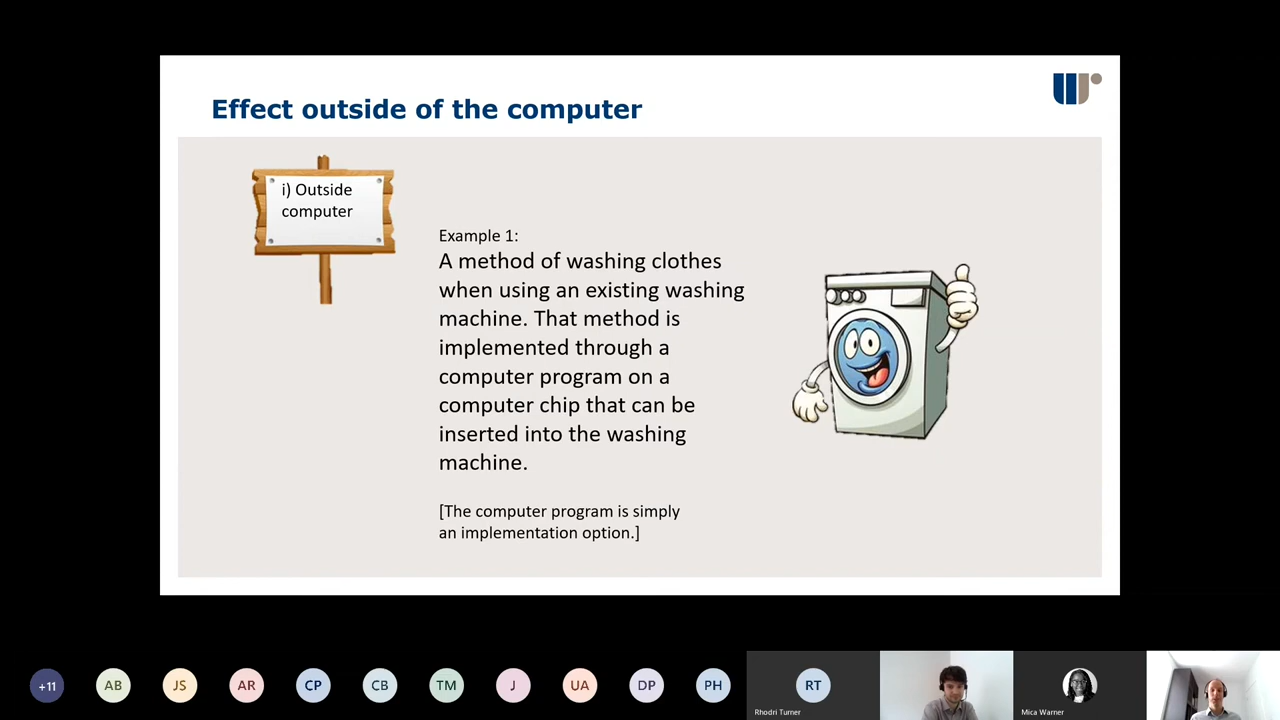 Effect outside of the computer
i) Outside
computer
Example 1:
A method of washing clothes
when using an existing washing
machine. That method is
implemented through a
computer program on a
computer chip that can be
inserted into the washing
machine.
[The computer program is simply
an implementation option.]
+11 AB JS AR CP CB TM J UA DP PH RT
Rhodri Turner
Mica Warner